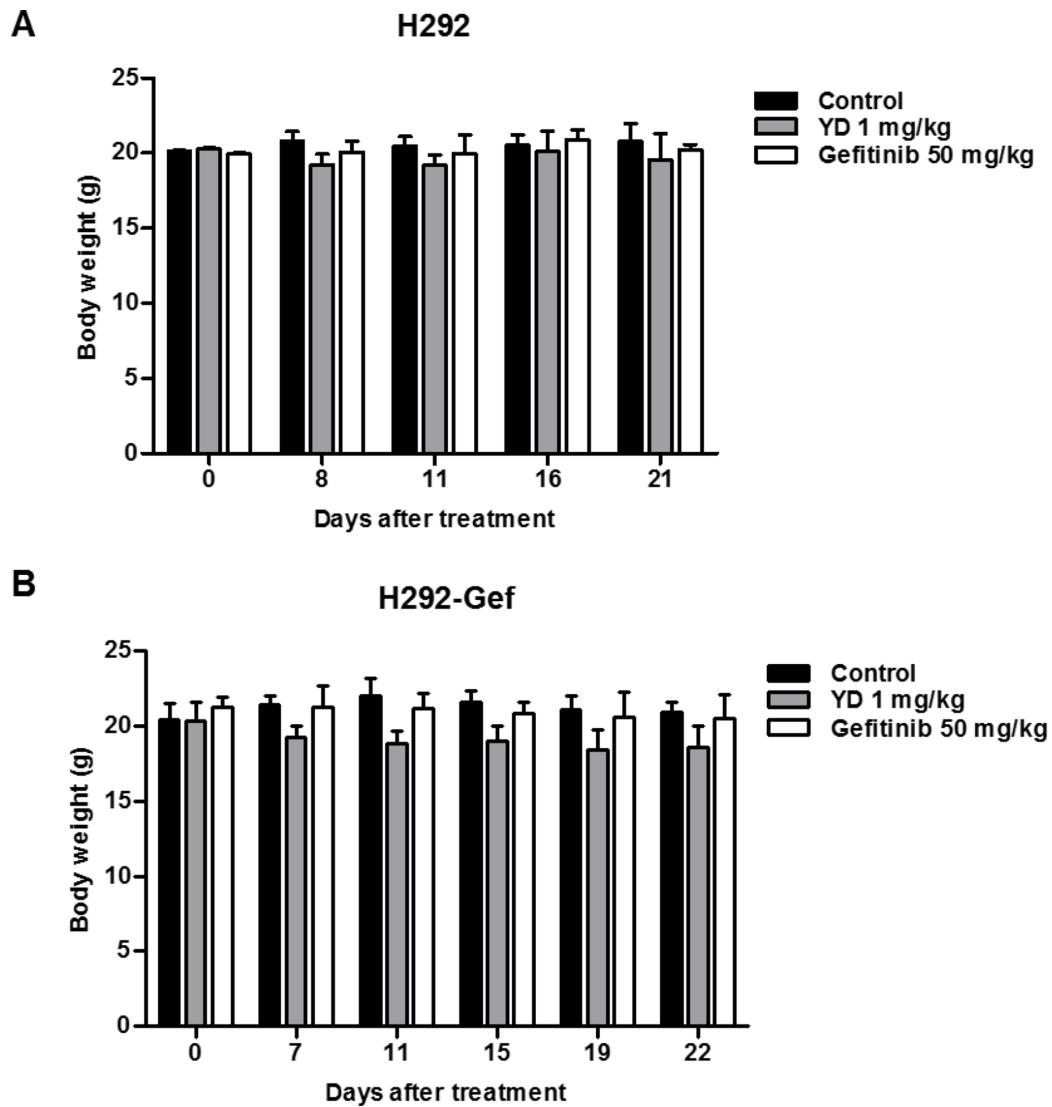 A
H292
25
20
15
10
5
0
Body weight (g)
0 8 11 16 21
Days after treatment
Control
YD 1 mg/kg
Gefitinib 50 mg/kg
B
H292-Gef
25
20
15
10
5
0
Body weight (g)
0 7 11 15 19 22
Days after treatment
Control
YD 1 mg/kg
Gefitinib 50 mg/kg